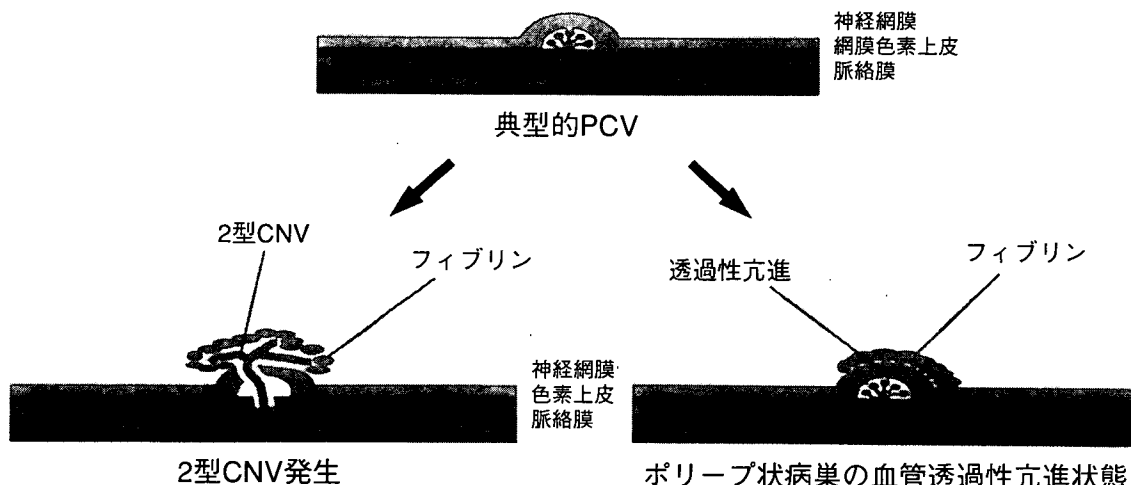 神経網膜
網膜色素上皮
脈絡膜
典型的PCV
2型CNV
フィブリン
透過性亢進
フィブリン
神経網膜
色素上皮
脈絡膜
2型CNV発生
ポリープ状病巣の血管透過性亢進状態